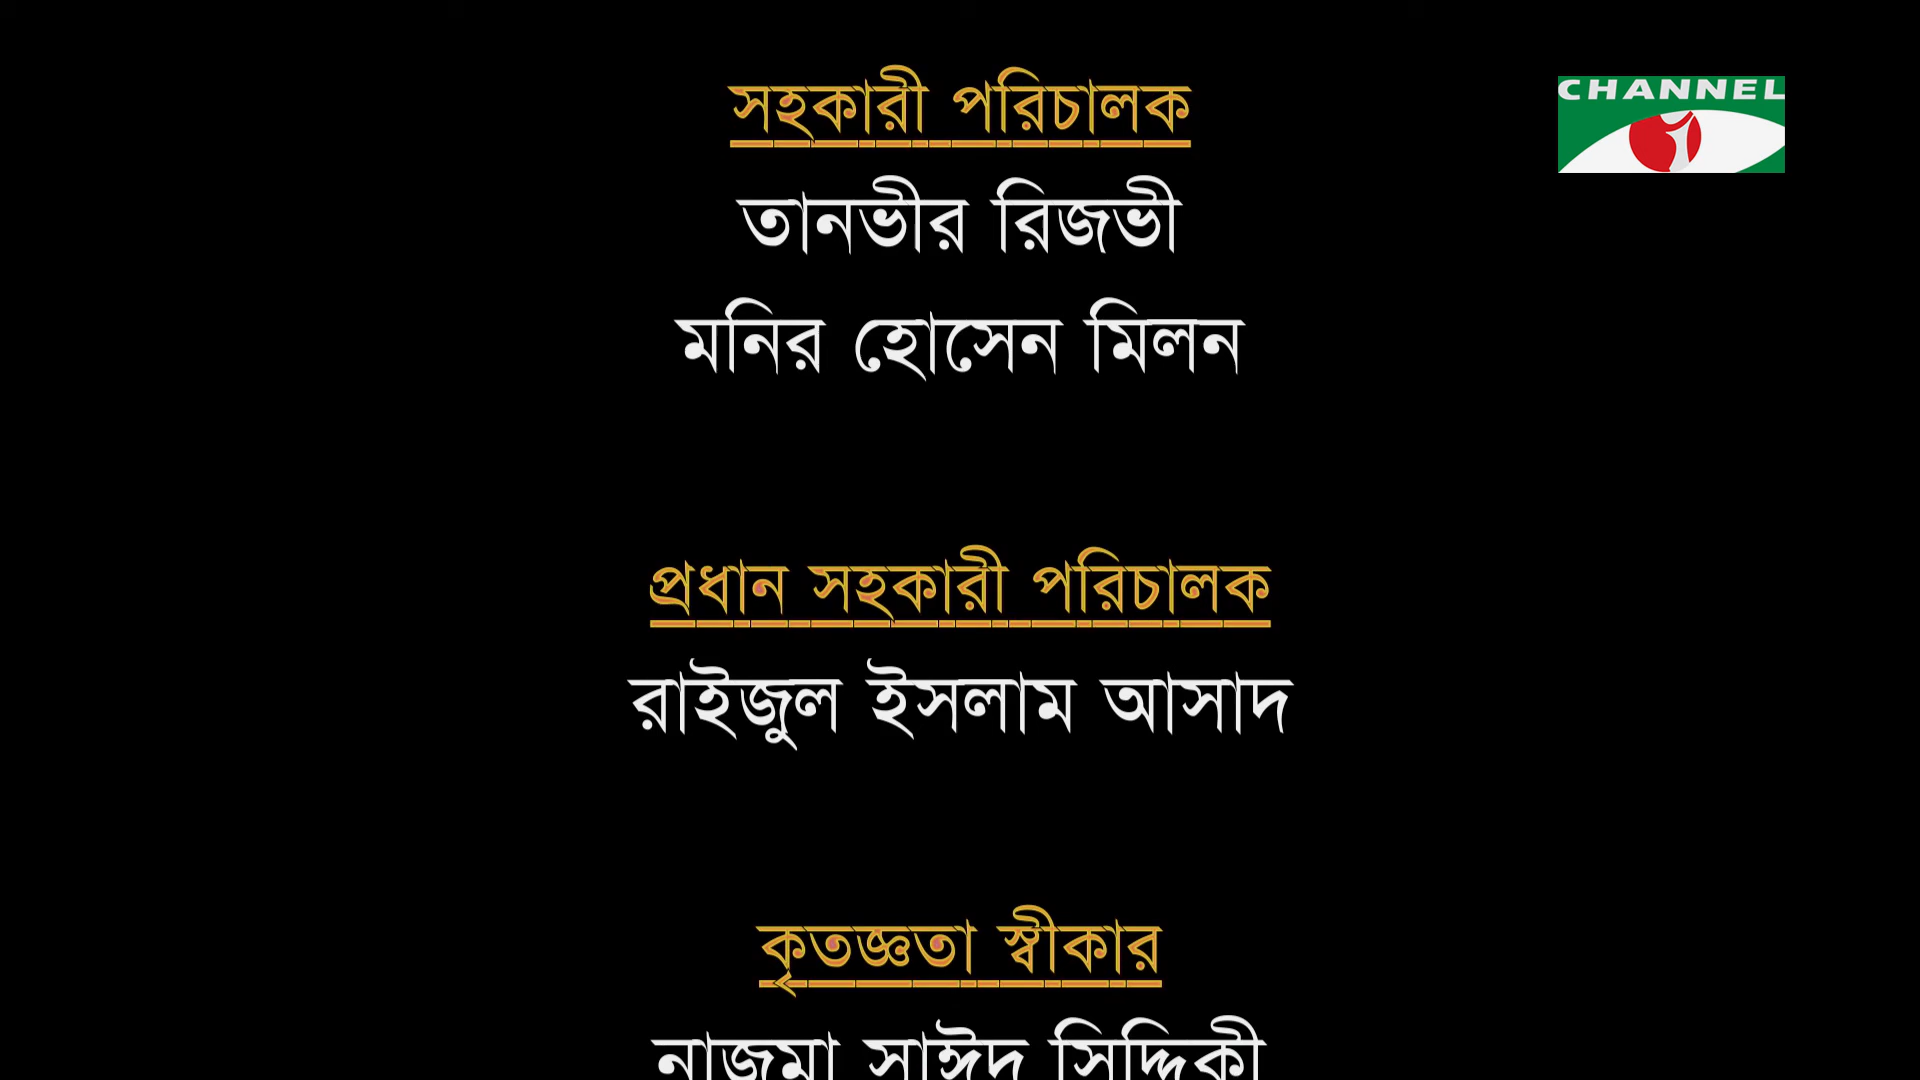 সহকারী পরিচালক
CHANNEL
তানভীর রিজভী
মনির হোসেন মিলন
প্রধান সহকারী পরিচালক
রাইজুল ইসলাম আসাদ
কৃতজ্ঞতা স্বীকার
নাজমা সাঈদ সিদ্দিকী